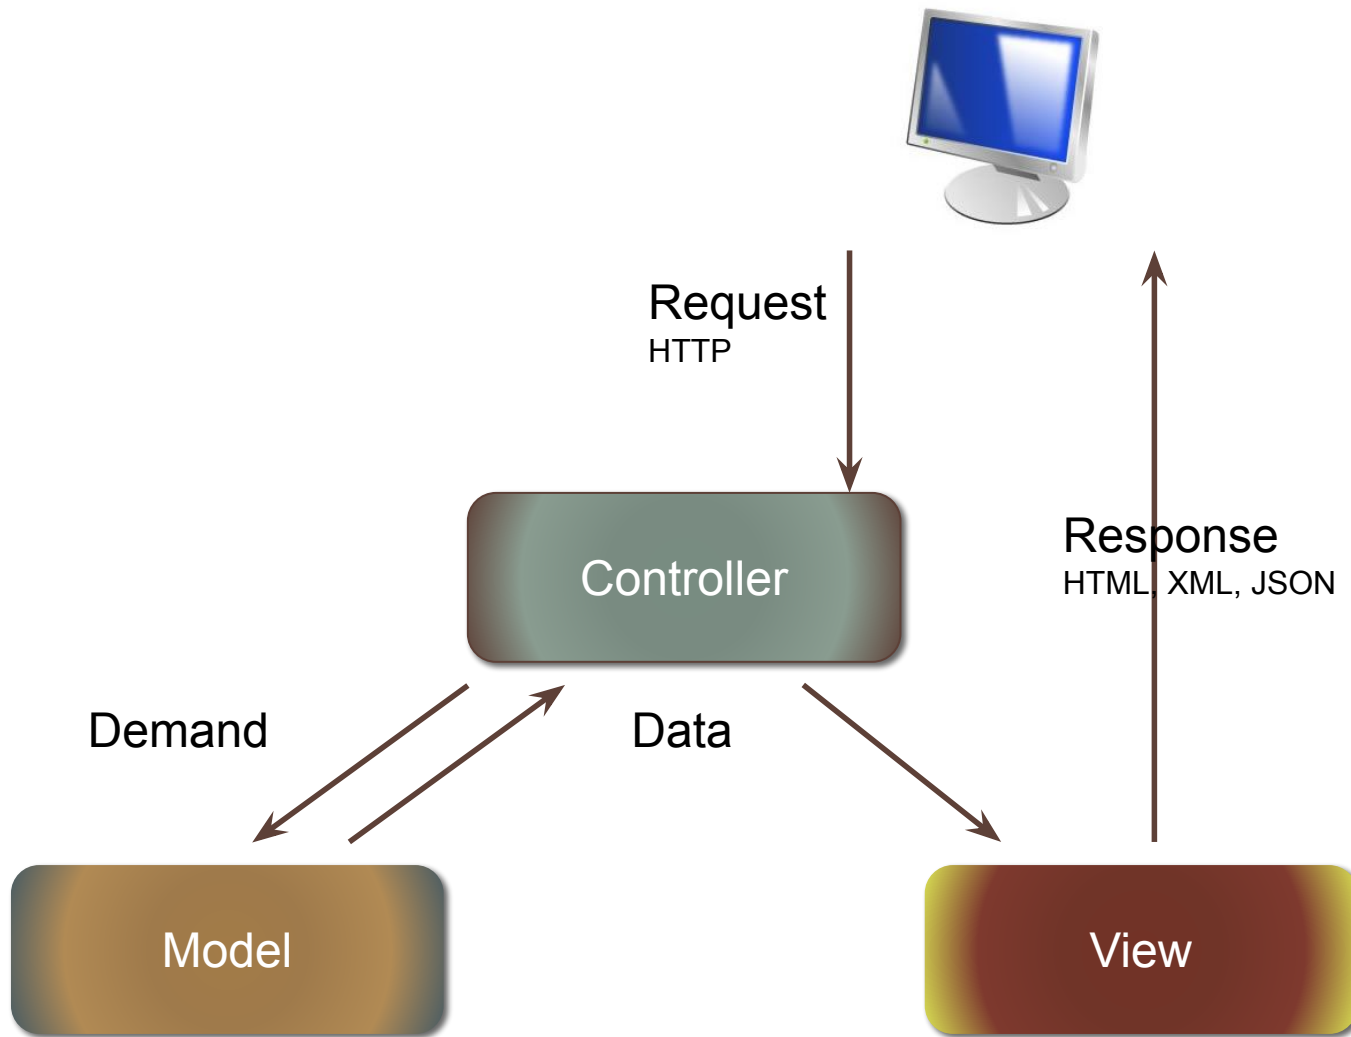 Request
HTTP
Controller
Response
HTML, XML, JSON
Demand
Data
Model
View